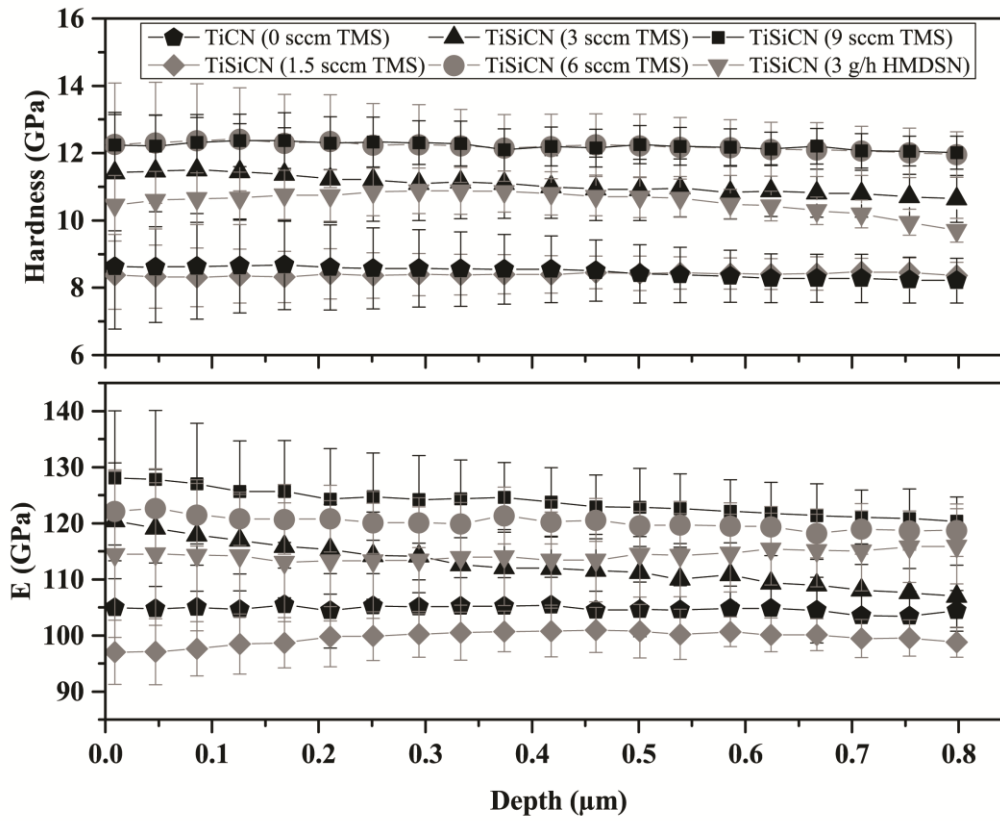 16
TiCN (0 sccm TMS) TiSiCN (3 sccm TMS) TiSiCN (9 sccm TMS)
TiSiCN (1.5 sccm TMS) TiSiCN (6 sccm TMS) TiSiCN (3 g/h HMDSN)
14
12
10
8
6
Hardness (GPa)
140
130
120
110
100
90
E (GPa)
0.0 0.1 0.2 0.3 0.4 0.5 0.6 0.7 0.8
Depth (µm)